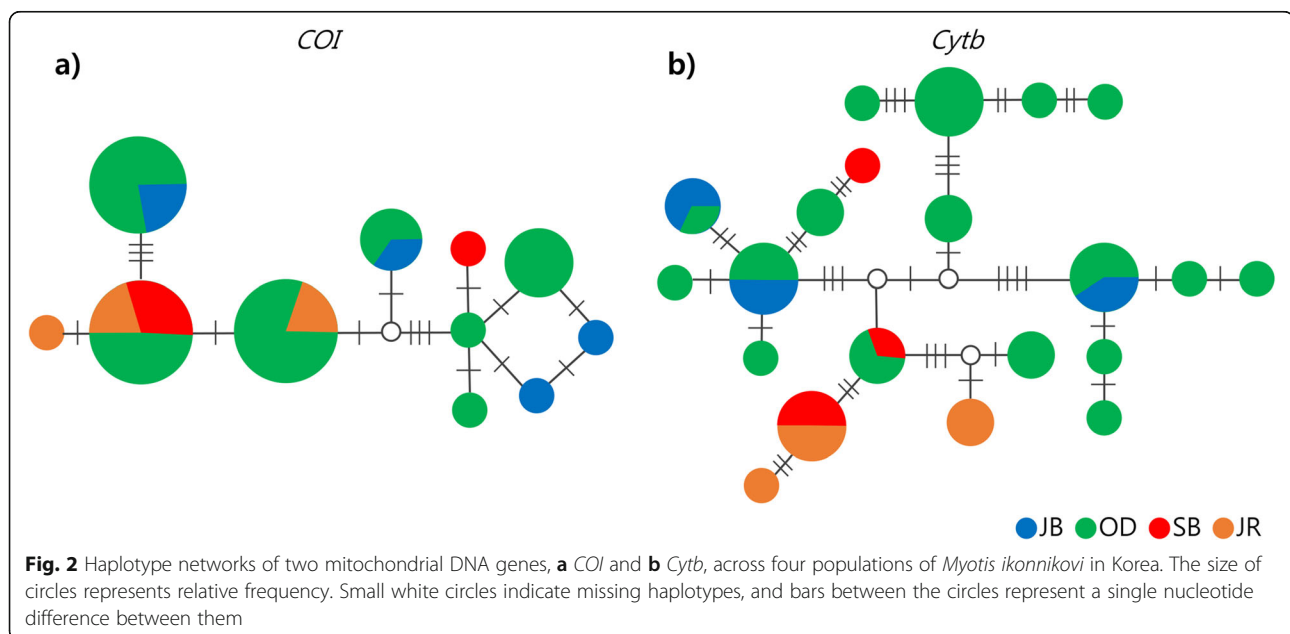 COI
a)
Cytb
b)
JB OD SB JR
Fig. 2 Haplotype networks of two mitochondrial DNA genes, a COI and b Cytb, across four populations of Myotis ikonnikovi in Korea. The size of
circles represents relative frequency. Small white circles indicate missing haplotypes, and bars between the circles represent a single nucleotide
difference between them